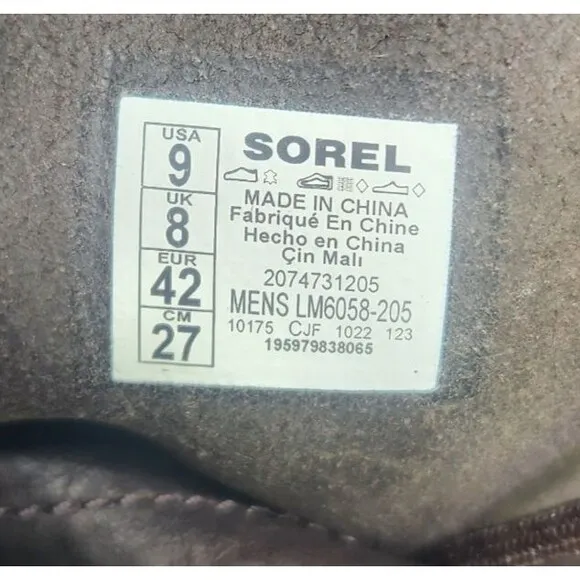 USA
9
UK
8
EUR
42
CM
27
SOREL
MADE IN CHINA
Fabriqué En Chine
Hecho en China
Çin Malı
2074731205
MENS LM6058-205
10175 CJF 1022 123
195979838065